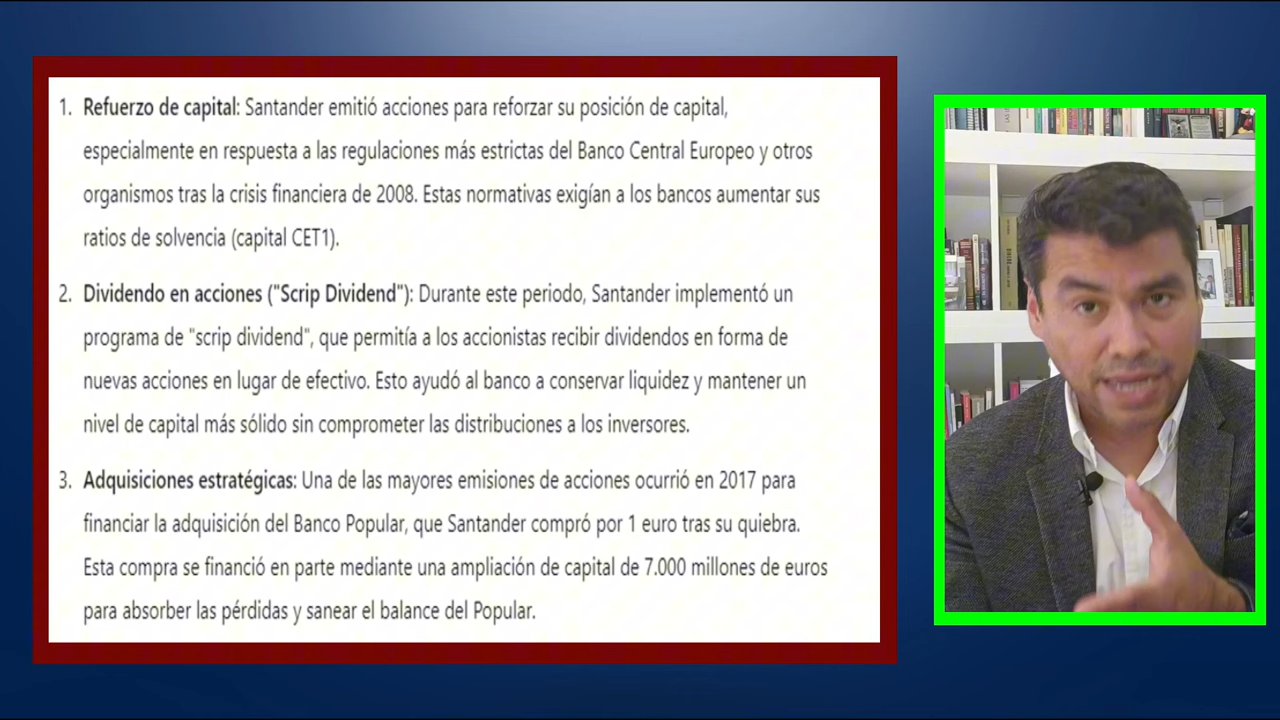 1. Refuerzo de capital: Santander emitió acciones para reforzar su posición de capital,
especialmente en respuesta a las regulaciones más estrictas del Banco Central Europeo y otros
organismos tras la crisis financiera de 2008. Estas normativas exigían a los bancos aumentar sus
ratios de solvencia (capital CET1).
2. Dividendo en acciones ("Scrip Dividend"): Durante este periodo, Santander implementó un
programa de "scrip dividend", que permitía a los accionistas recibir dividendos en forma de
nuevas acciones en lugar de efectivo. Esto ayudó al banco a conservar liquidez y mantener un
nivel de capital más sólido sin comprometer las distribuciones a los inversores.
3. Adquisiciones estratégicas: Una de las mayores emisiones de acciones ocurrió en 2017 para
financiar la adquisición del Banco Popular, que Santander compró por 1 euro tras su quiebra.
Esta compra se financió en parte mediante una ampliación de capital de 7.000 millones de euros
para absorber las pérdidas y sanear el balance del Popular.